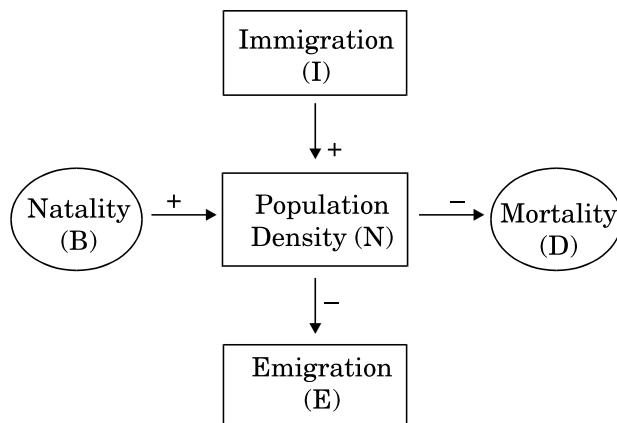 Immigration
(I)
+
Natality
(B)
+
Population
Density (N)
–
Mortality
(D)
–
Emigration
(E)